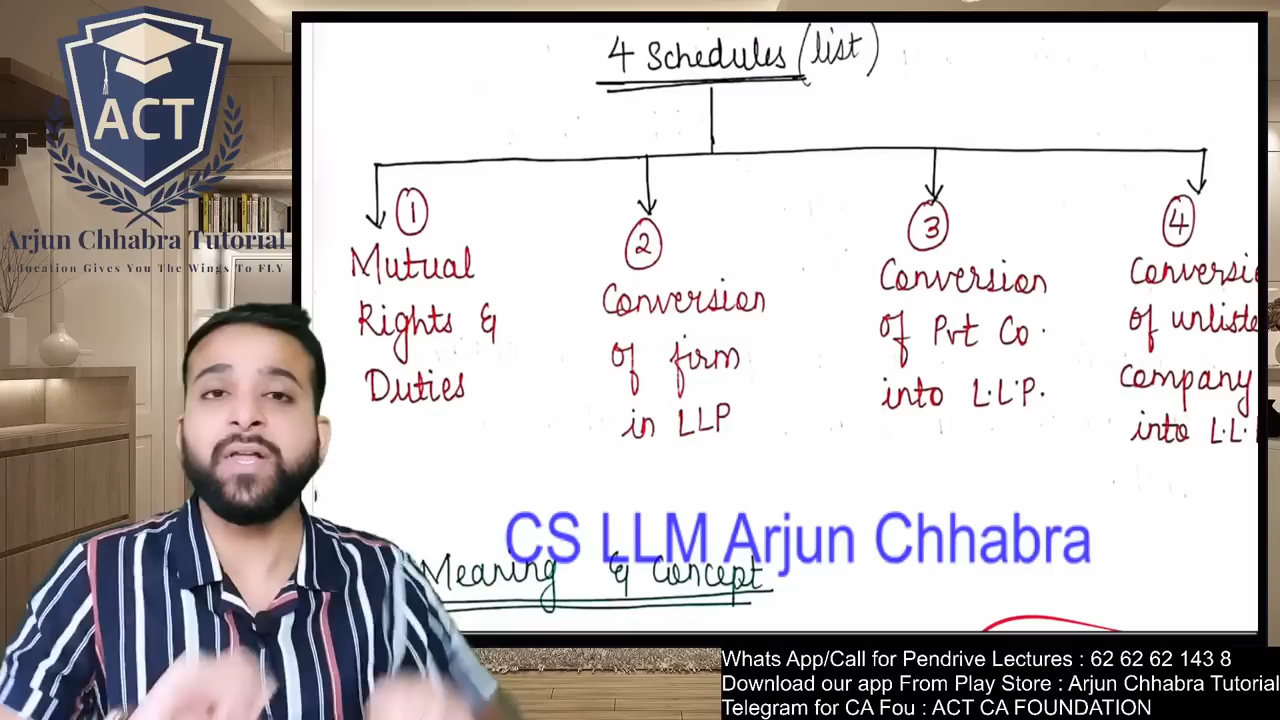 ACT
Arjun Chhabra Tutorial
Education Gives You The Wings To FLY
4 Schedules (list)
1
Mutual
Rights &
Duties
2
Conversion
of firm
in LLP
3
Conversion
of Pvt Co.
into L.L.P.
4
Conversi
of unliste
Company
into L.L.
CS LLM Arjun Chhabra
Meaning & Concept
Whats App/Call for Pendrive Lectures : 62 62 62 143 8
Download our app From Play Store : Arjun Chhabra Tutorial
Telegram for CA Fou : ACT CA FOUNDATION